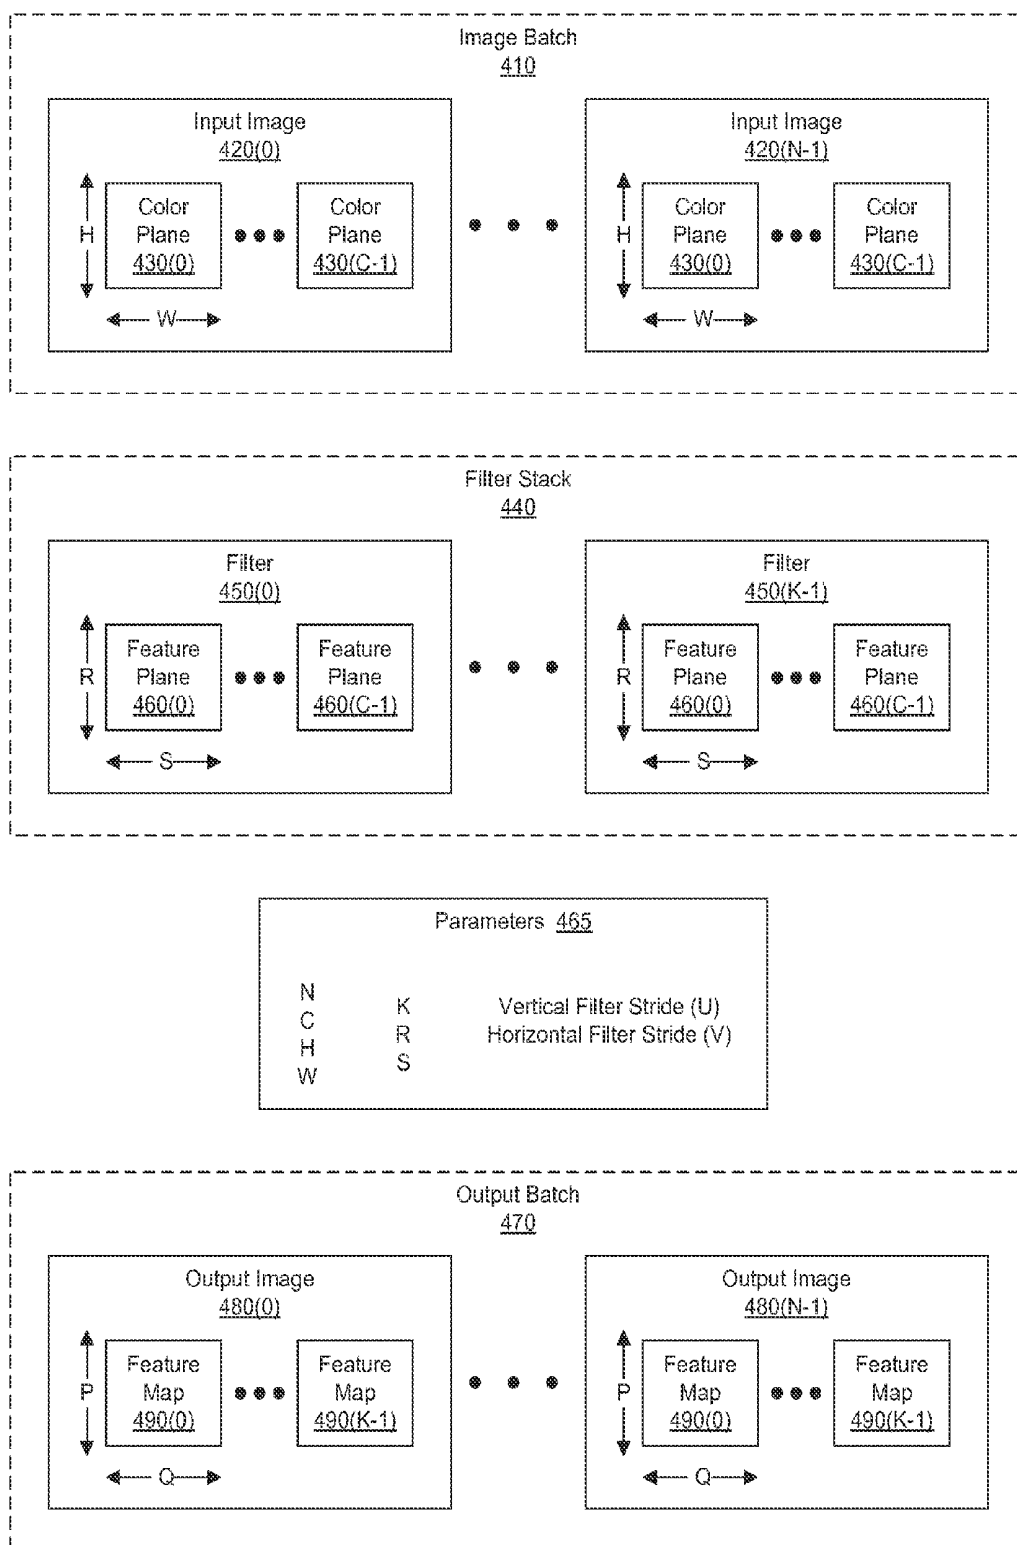 Image Batch
410
Input Image
420(0)
H
Color
Plane
430(0)
Color
Plane
430(C-1)
W
Input Image
420(N-1)
H
Color
Plane
430(0)
Color
Plane
430(C-1)
W
Filter Stack
440
Filter
450(0)
R
Feature
Plane
460(0)
Feature
Plane
460(C-1)
S
Filter
450(K-1)
R
Feature
Plane
460(0)
Feature
Plane
460(C-1)
S
Parameters 465
N
C
H
W
K
R
S
Vertical Filter Stride (U)
Horizontal Filter Stride (V)
Output Batch
470
Output Image
480(0)
P
Feature
Map
490(0)
Feature
Map
490(K-1)
Q
Output Image
480(N-1)
P
Feature
Map
490(0)
Feature
Map
490(K-1)
Q